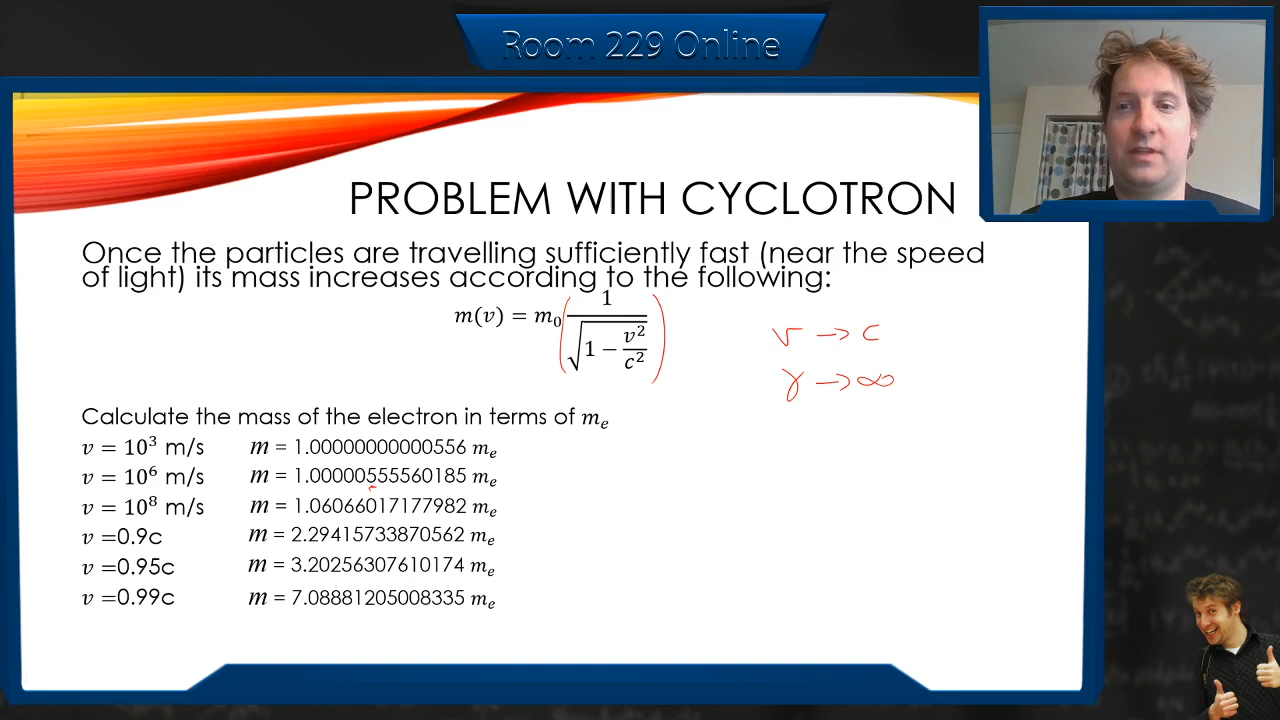 Room 229 Online
PROBLEM WITH CYCLOTRON
Once the particles are travelling sufficiently fast (near the speed
of light) its mass increases according to the following:
m(v) = m₀ (1 / √(1 − v²/c²))
v → c
γ → ∞
Calculate the mass of the electron in terms of mₑ
v = 10³ m/s m = 1.00000000000556 mₑ
v = 10⁶ m/s m = 1.00000555560185 mₑ
v = 10⁸ m/s m = 1.06066017177982 mₑ
v =0.9c m = 2.29415733870562 mₑ
v =0.95c m = 3.20256307610174 mₑ
v =0.99c m = 7.08881205008335 mₑ